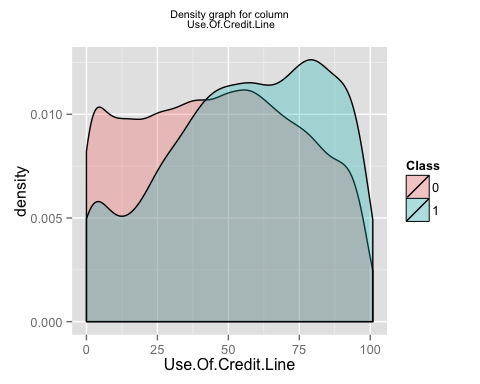 Density graph for column
Use.Of.Credit.Line
density
0.010
0.005
0.000
0
25
50
75
100
Use.Of.Credit.Line
Class
0
1